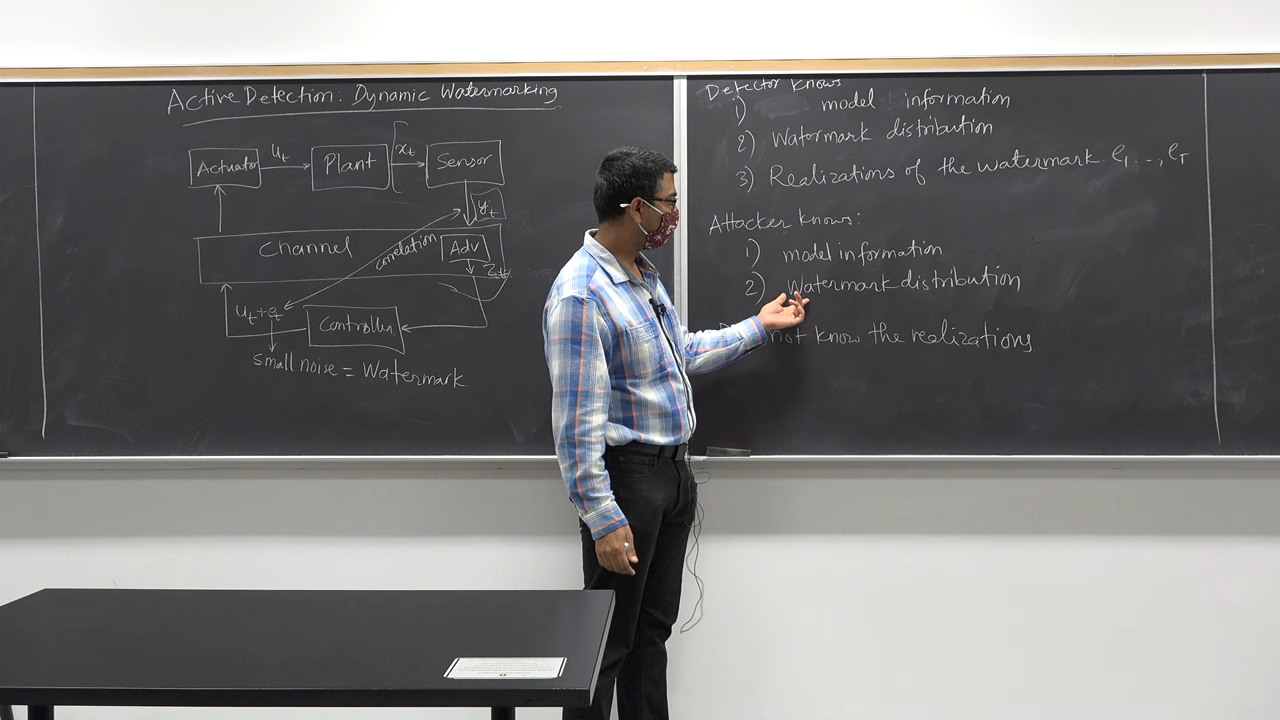 Active Detection: Dynamic Watermarking
Actuator
u_t
Plant
x_t
Sensor
y_t
Channel
correlation
Adv
z_t
u_t + e_t
Controller
small noise = Watermark
Detector knows
1) model information
2) Watermark distribution
3) Realizations of the watermark e_1 ..., e_T
Attacker knows:
1) model information
2) Watermark distribution
not know the realizations.